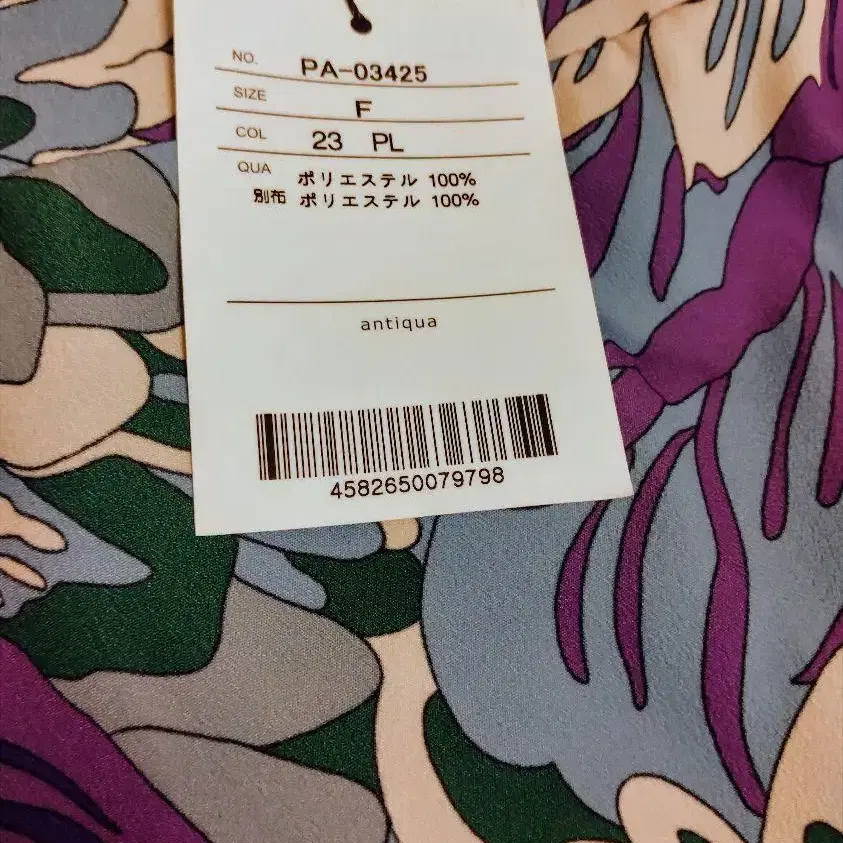 NO. PA-03425
SIZE F
COL 23 PL
QUA ポリエステル 100%
別布 ポリエステル 100%
antiqua
4582650079798